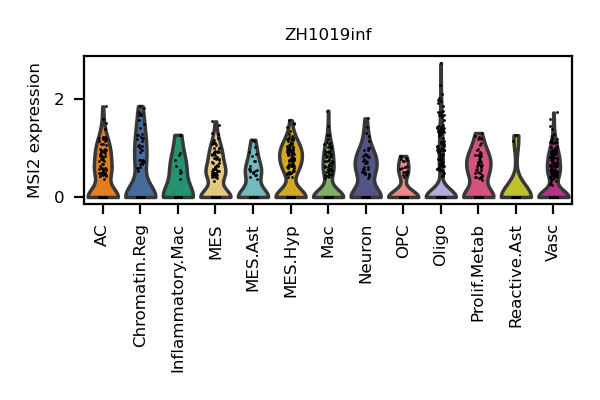 ZH1019inf
MSI2 expression
2
0
AC
Chromatin.Reg
Inflammatory.Mac
MES
MES.Ast
MES.Hyp
Mac
Neuron
OPC
Oligo
Prolif.Metab
Reactive.Ast
Vasc